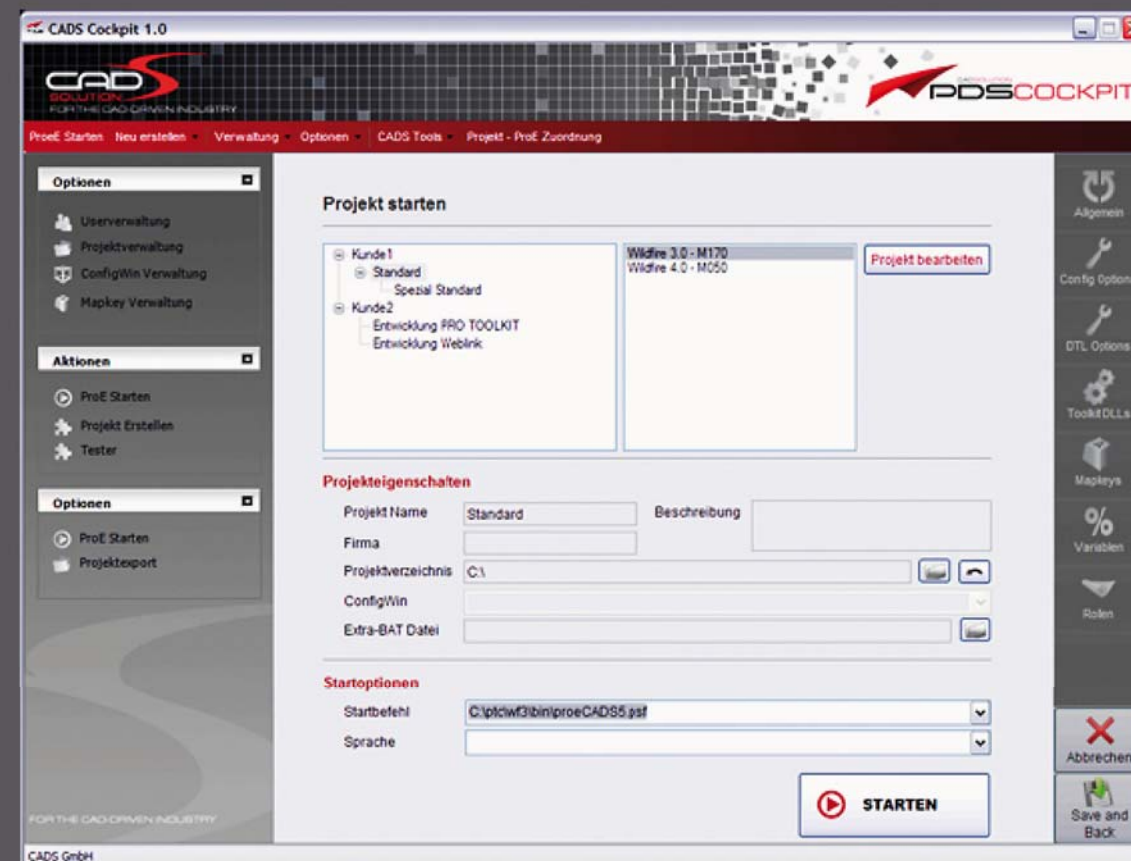 CADS Cockpit 1.0
CADS
SOLUTION
FOR THE CAD-DRIVEN INDUSTRY
CADSOLUTION
PDSCOCKPIT
ProeE Starten Neu erstellen Verwaltung Optionen CADS Tools Projekt - ProE Zuordnung
Optionen
Userverwaltung
Projektverwaltung
ConfigWin Verwaltung
Mapkey Verwaltung
Aktionen
ProE Starten
Projekt Erstellen
Tester
Optionen
ProE Starten
Projektexport
FOR THE CAD-DRIVEN INDUSTRY
Projekt starten
Kunde1
Standard
Spezial Standard
Kunde2
Entwicklung PRO TOOLKIT
Entwicklung Weblink
Wildfire 3.0 - M170
Wildfire 4.0 - M050
Projekt bearbeiten
Projekteigenschaften
Projekt Name Standard Beschreibung
Firma
Projektverzeichnis C:\
ConfigWin
Extra-BAT Datei
Startoptionen
Startbefehl C:\ptc\wf3\bin\proeCADS5.psf
Sprache
STARTEN
Allgemein
Config Option
DTL Options
Toolkit DLLs
Mapkeys
Variablen
Rolen
Abbrechen
Save and
Back
CADS GmbH